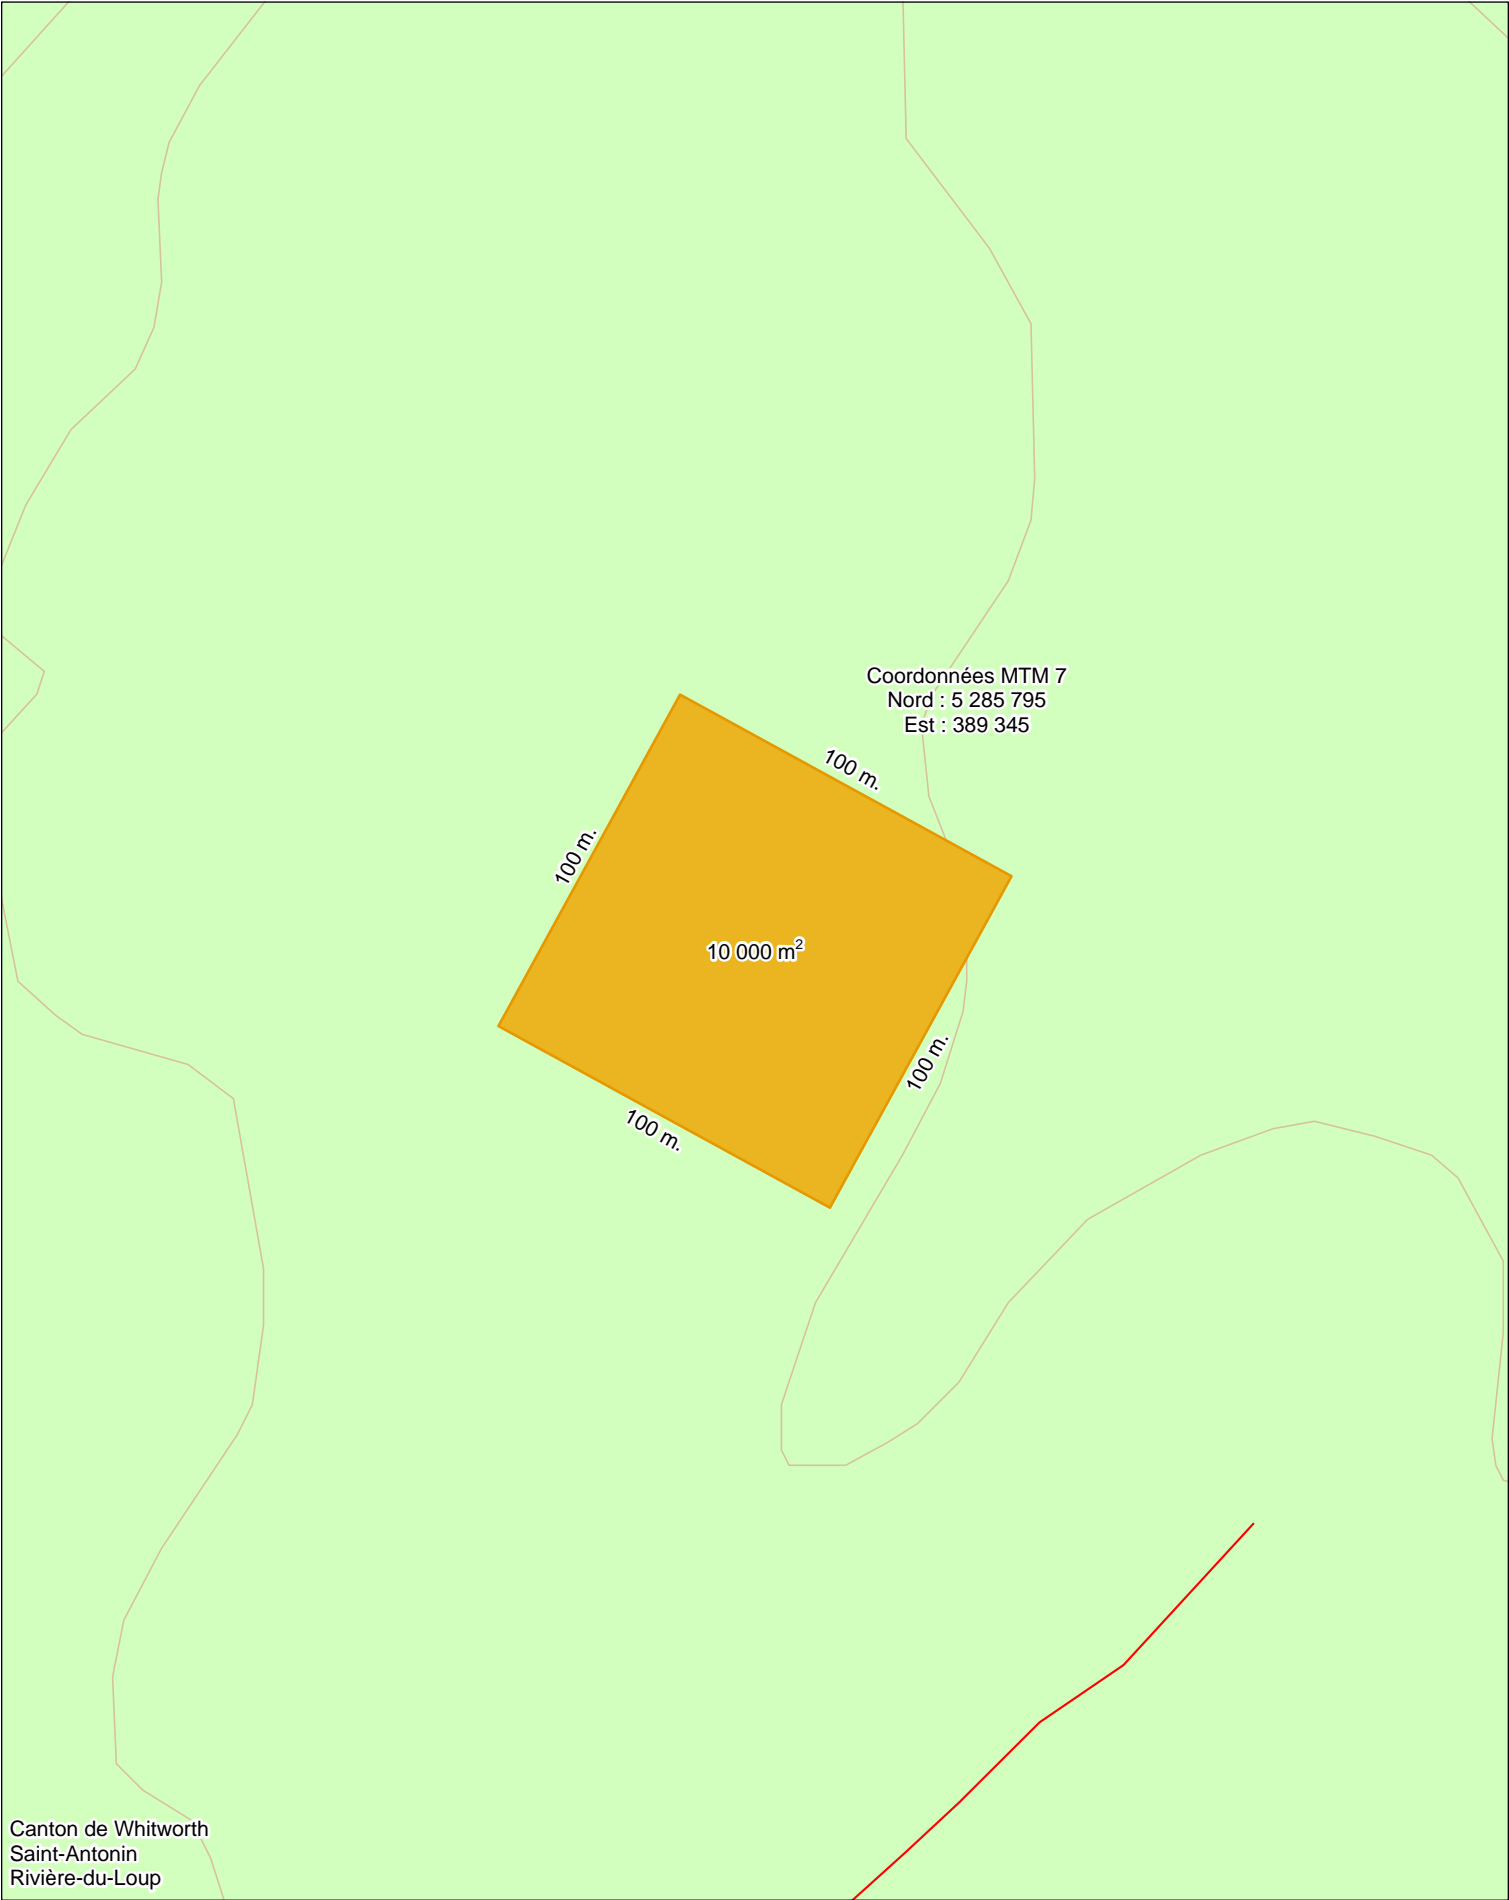 Coordonnées MTM 7
Nord : 5 285 795
Est : 389 345
100 m.
100 m.
10 000 m²
100 m.
100 m.
Canton de Whitworth
Saint-Antonin
Rivière-du-Loup